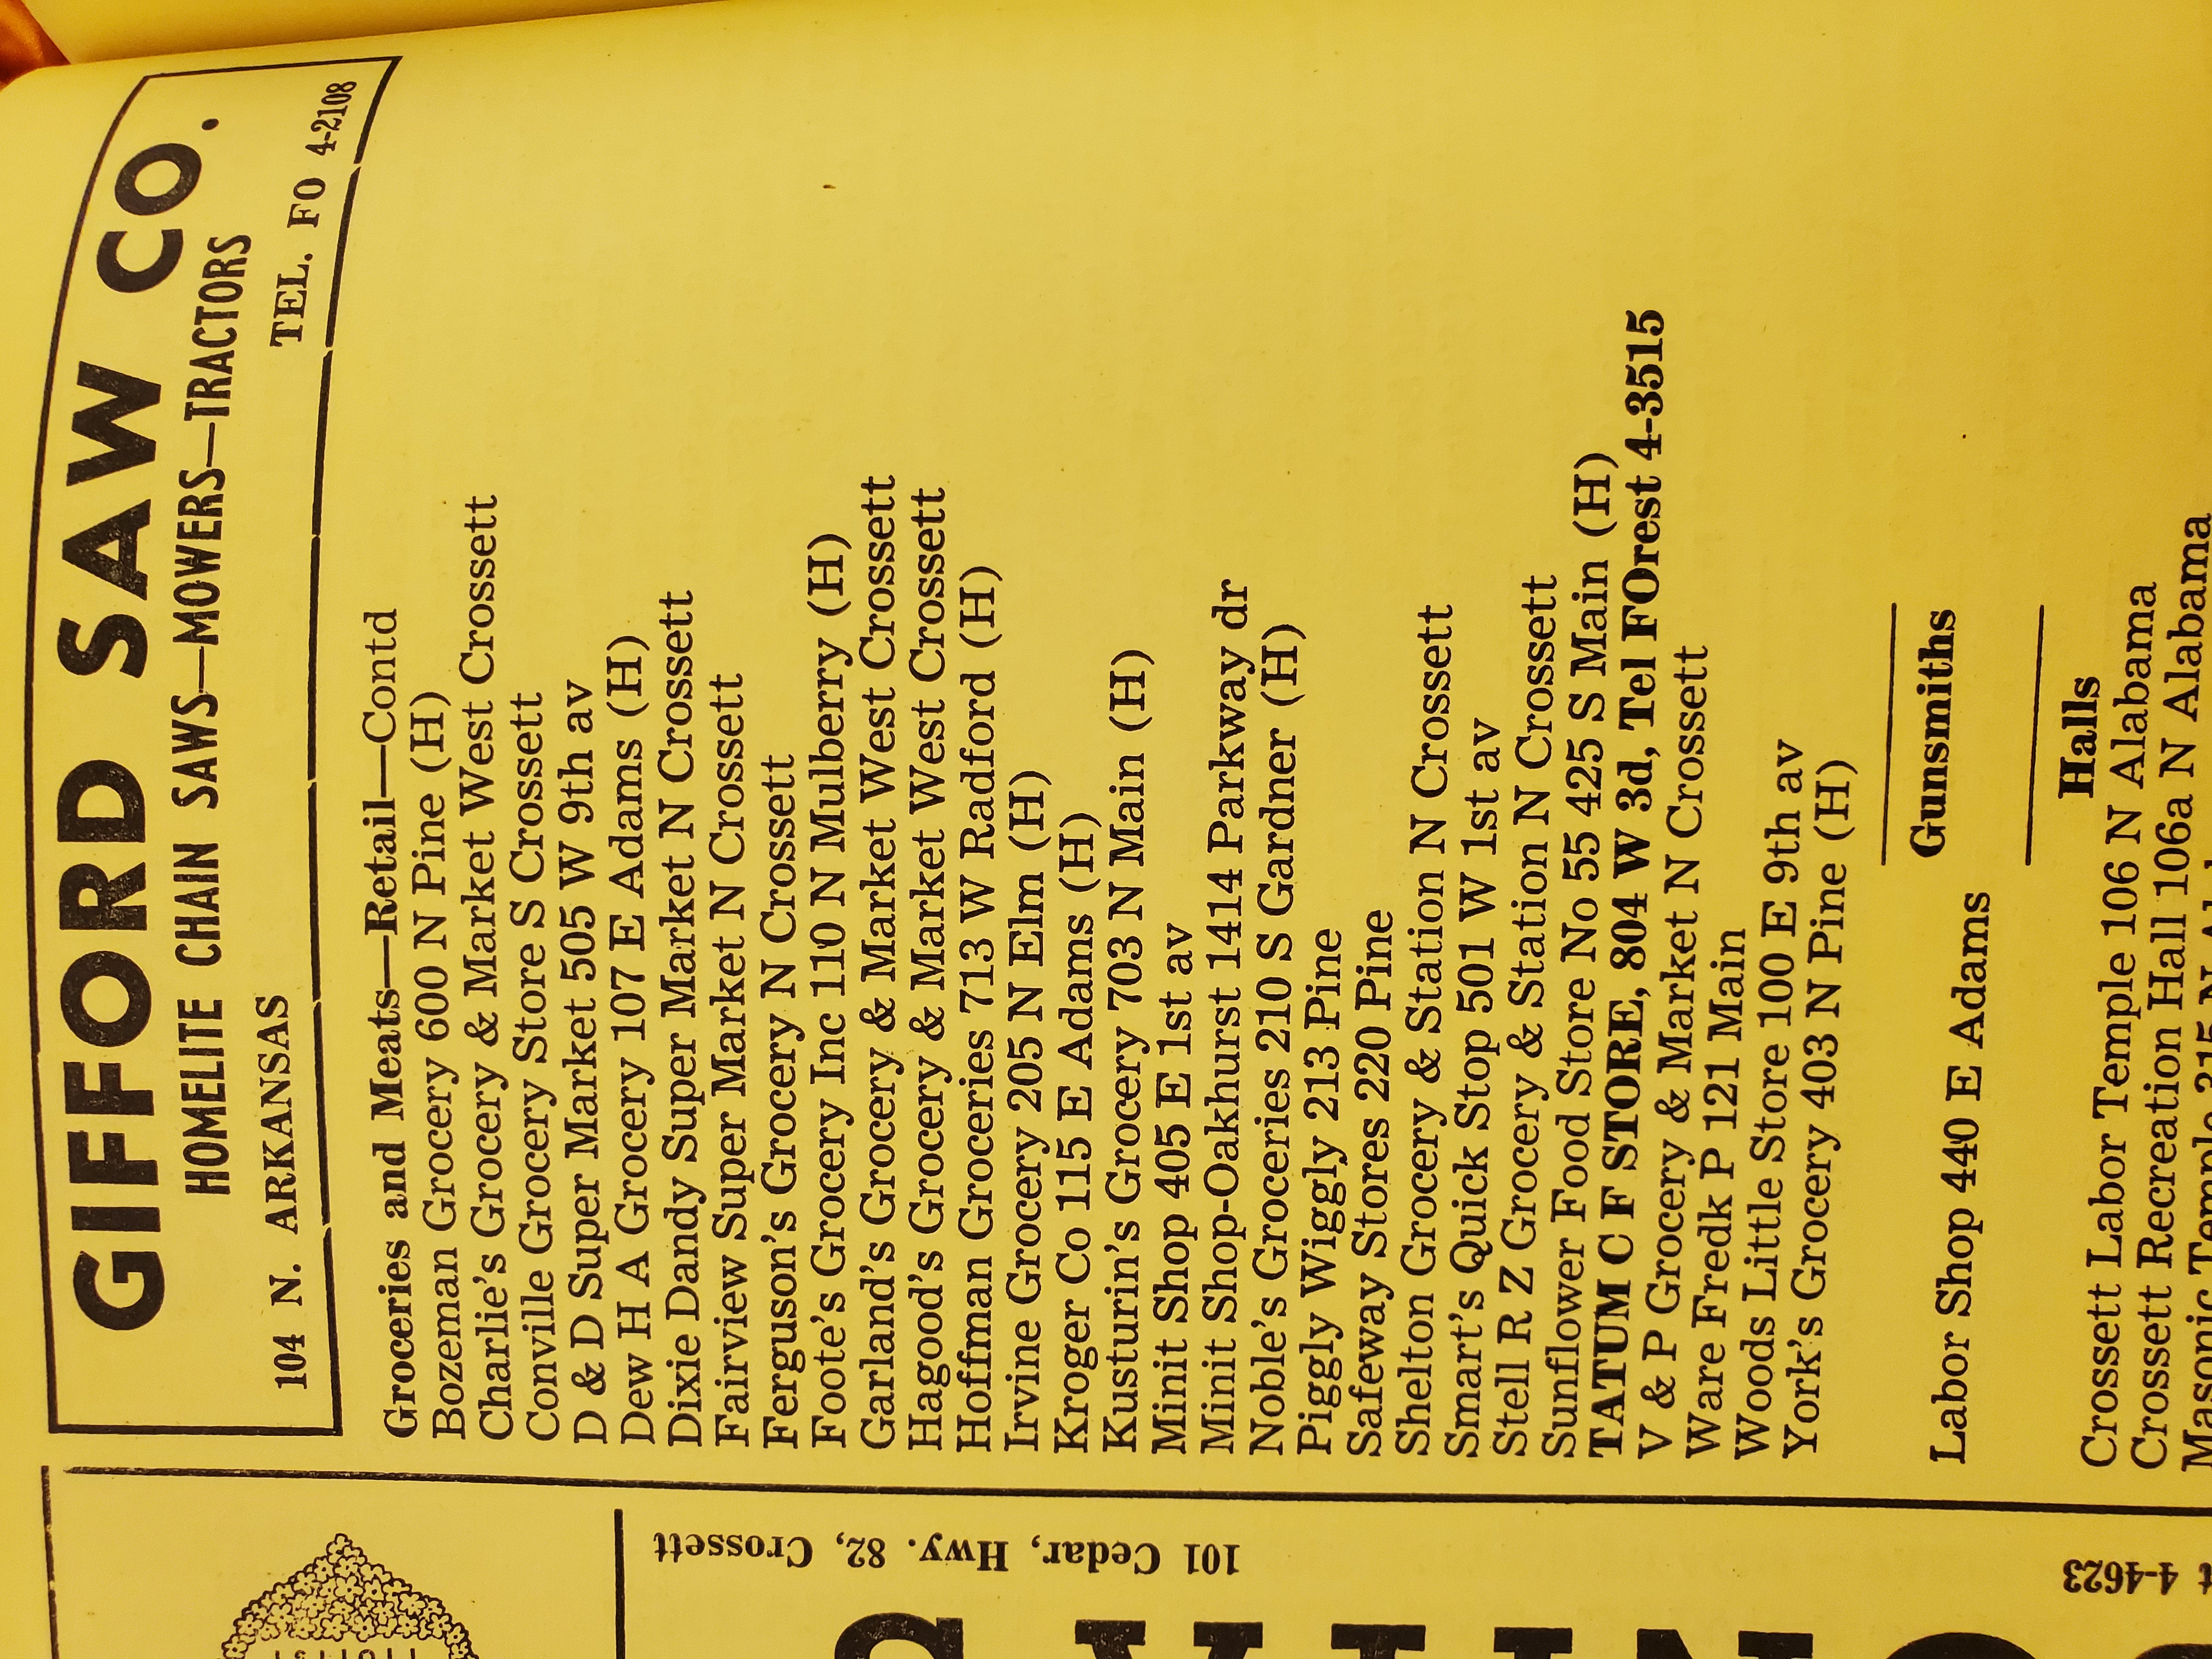 GIFFORD SAW CO.
HOMELITE CHAIN SAWS—MOWERS—TRACTORS
104 N. ARKANSAS TEL. FO 4-2108
Groceries and Meats—Retail—Contd
Bozeman Grocery 600 N Pine (H)
Charlie's Grocery & Market West Crossett
Conville Grocery Store S Crossett
D & D Super Market 505 W 9th av
Dew H A Grocery 107 E Adams (H)
Dixie Dandy Super Market N Crossett
Fairview Super Market N Crossett
Ferguson's Grocery N Crossett
Foote's Grocery Inc 110 N Mulberry (H)
Garland's Grocery & Market West Crossett
Hagood's Grocery & Market West Crossett
Hoffman Groceries 713 W Radford (H)
Irvine Grocery 205 N Elm (H)
Kroger Co 115 E Adams (H)
Kusturin's Grocery 703 N Main (H)
Minit Shop 405 E 1st av
Minit Shop-Oakhurst 1414 Parkway dr
Noble's Groceries 210 S Gardner (H)
Piggly Wiggly 213 Pine
Safeway Stores 220 Pine
Shelton Grocery & Station N Crossett
Smart's Quick Stop 501 W 1st av
Stell R Z Grocery & Station N Crossett
Sunflower Food Store No 55 425 S Main (H)
TATUM C F STORE, 804 W 3d, Tel FOrest 4-3515
V & P Grocery & Market N Crossett
Ware Fredk P 121 Main
Woods Little Store 100 E 9th av
York's Grocery 403 N Pine (H)
Gunsmiths
Labor Shop 440 E Adams
Halls
Crossett Labor Temple 106 N Alabama
Crossett Recreation Hall 106a N Alabama
Masonic Temple 215 N
101 Cedar, Hwy. 82, Crossett
4-4623